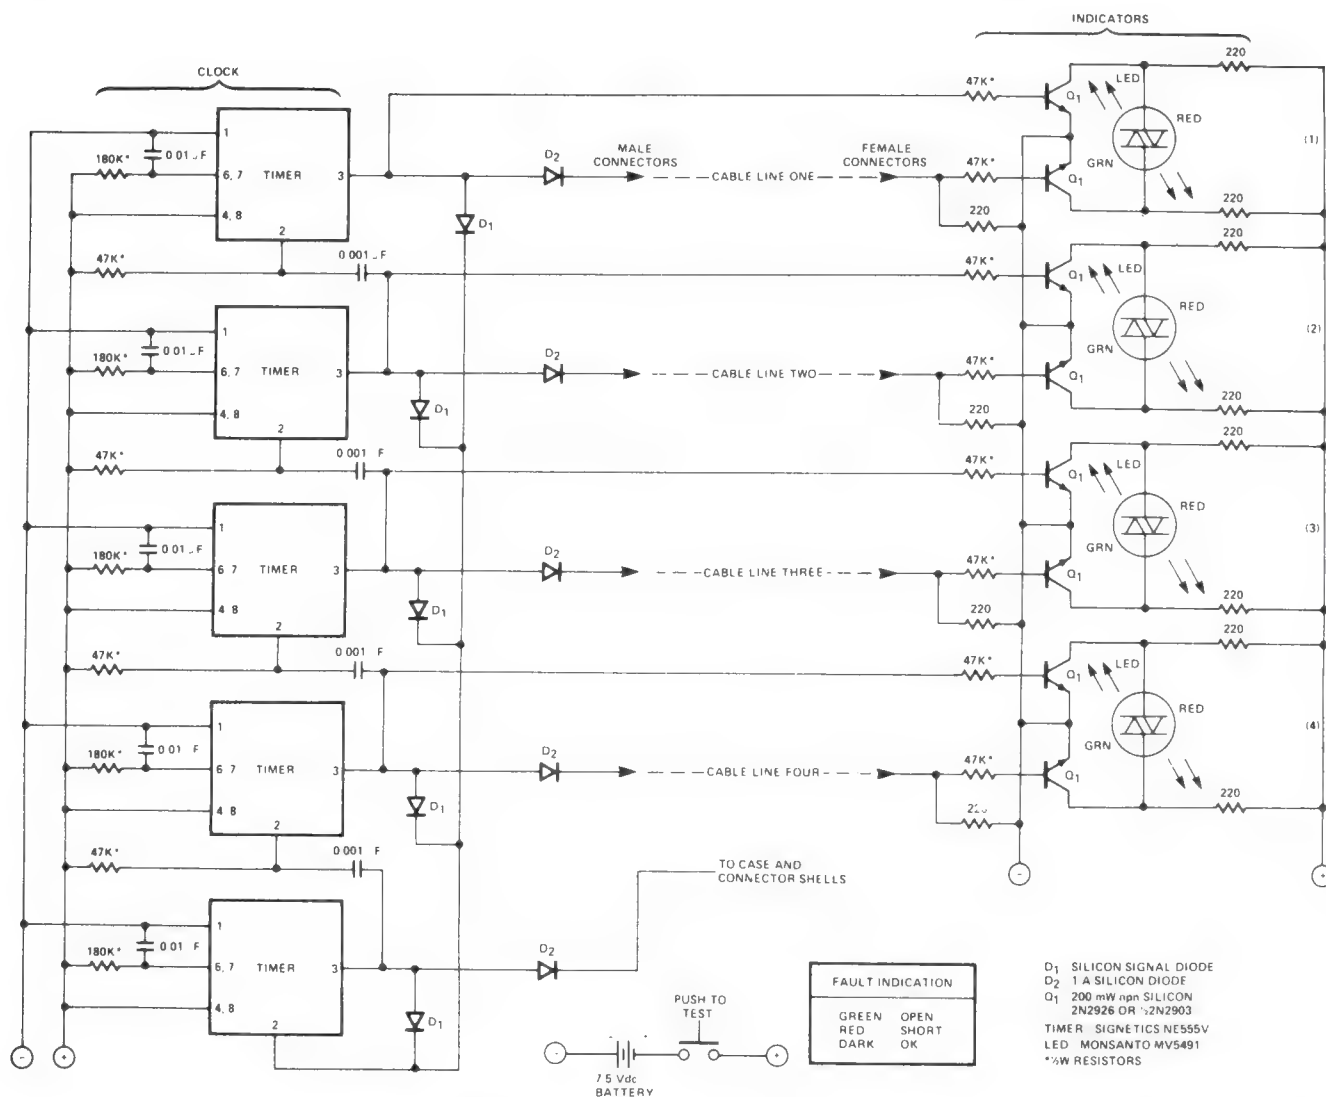 INDICATORS
220
CLOCK
47K*
Q1
LED
RED
GRN
(1)
1
0.01 µF
180K*
6, 7
TIMER
3
4, 8
2
D2
MALE
CONNECTORS
CABLE LINE ONE
FEMALE
CONNECTORS
47K*
Q1
220
220
D1
47K*
0.001 µF
220
47K*
Q1
LED
RED
GRN
(2)
1
0.01 µF
180K*
6, 7
TIMER
3
4, 8
2
D2
CABLE LINE TWO
47K*
Q1
220
220
D1
47K*
0.001 F
220
47K*
Q1
LED
RED
GRN
(3)
1
0.01 µF
180K*
6 7
TIMER
3
4 8
2
D2
CABLE LINE THREE
47K*
Q1
220
220
D1
47K*
0.001 F
220
47K*
Q1
LED
RED
GRN
(4)
1
0.01 F
180K*
6 7
TIMER
3
4 8
2
D2
CABLE LINE FOUR
47K*
Q1
220
D1
47K*
0.001 F
TO CASE AND
CONNECTOR SHELLS
- +
1
0.01 F
180K*
6, 7
TIMER
3
4, 8
2
D2
D1
- +
PUSH TO
TEST
- - + +
7.5 Vdc
BATTERY
FAULT INDICATION
GREEN OPEN
RED SHORT
DARK OK
D1 SILICON SIGNAL DIODE
D2 1 A SILICON DIODE
Q1 200 mW npn SILICON
2N2926 OR ½2N2903
TIMER SIGNETICS NE555V
LED MONSANTO MV5491
*½W RESISTORS